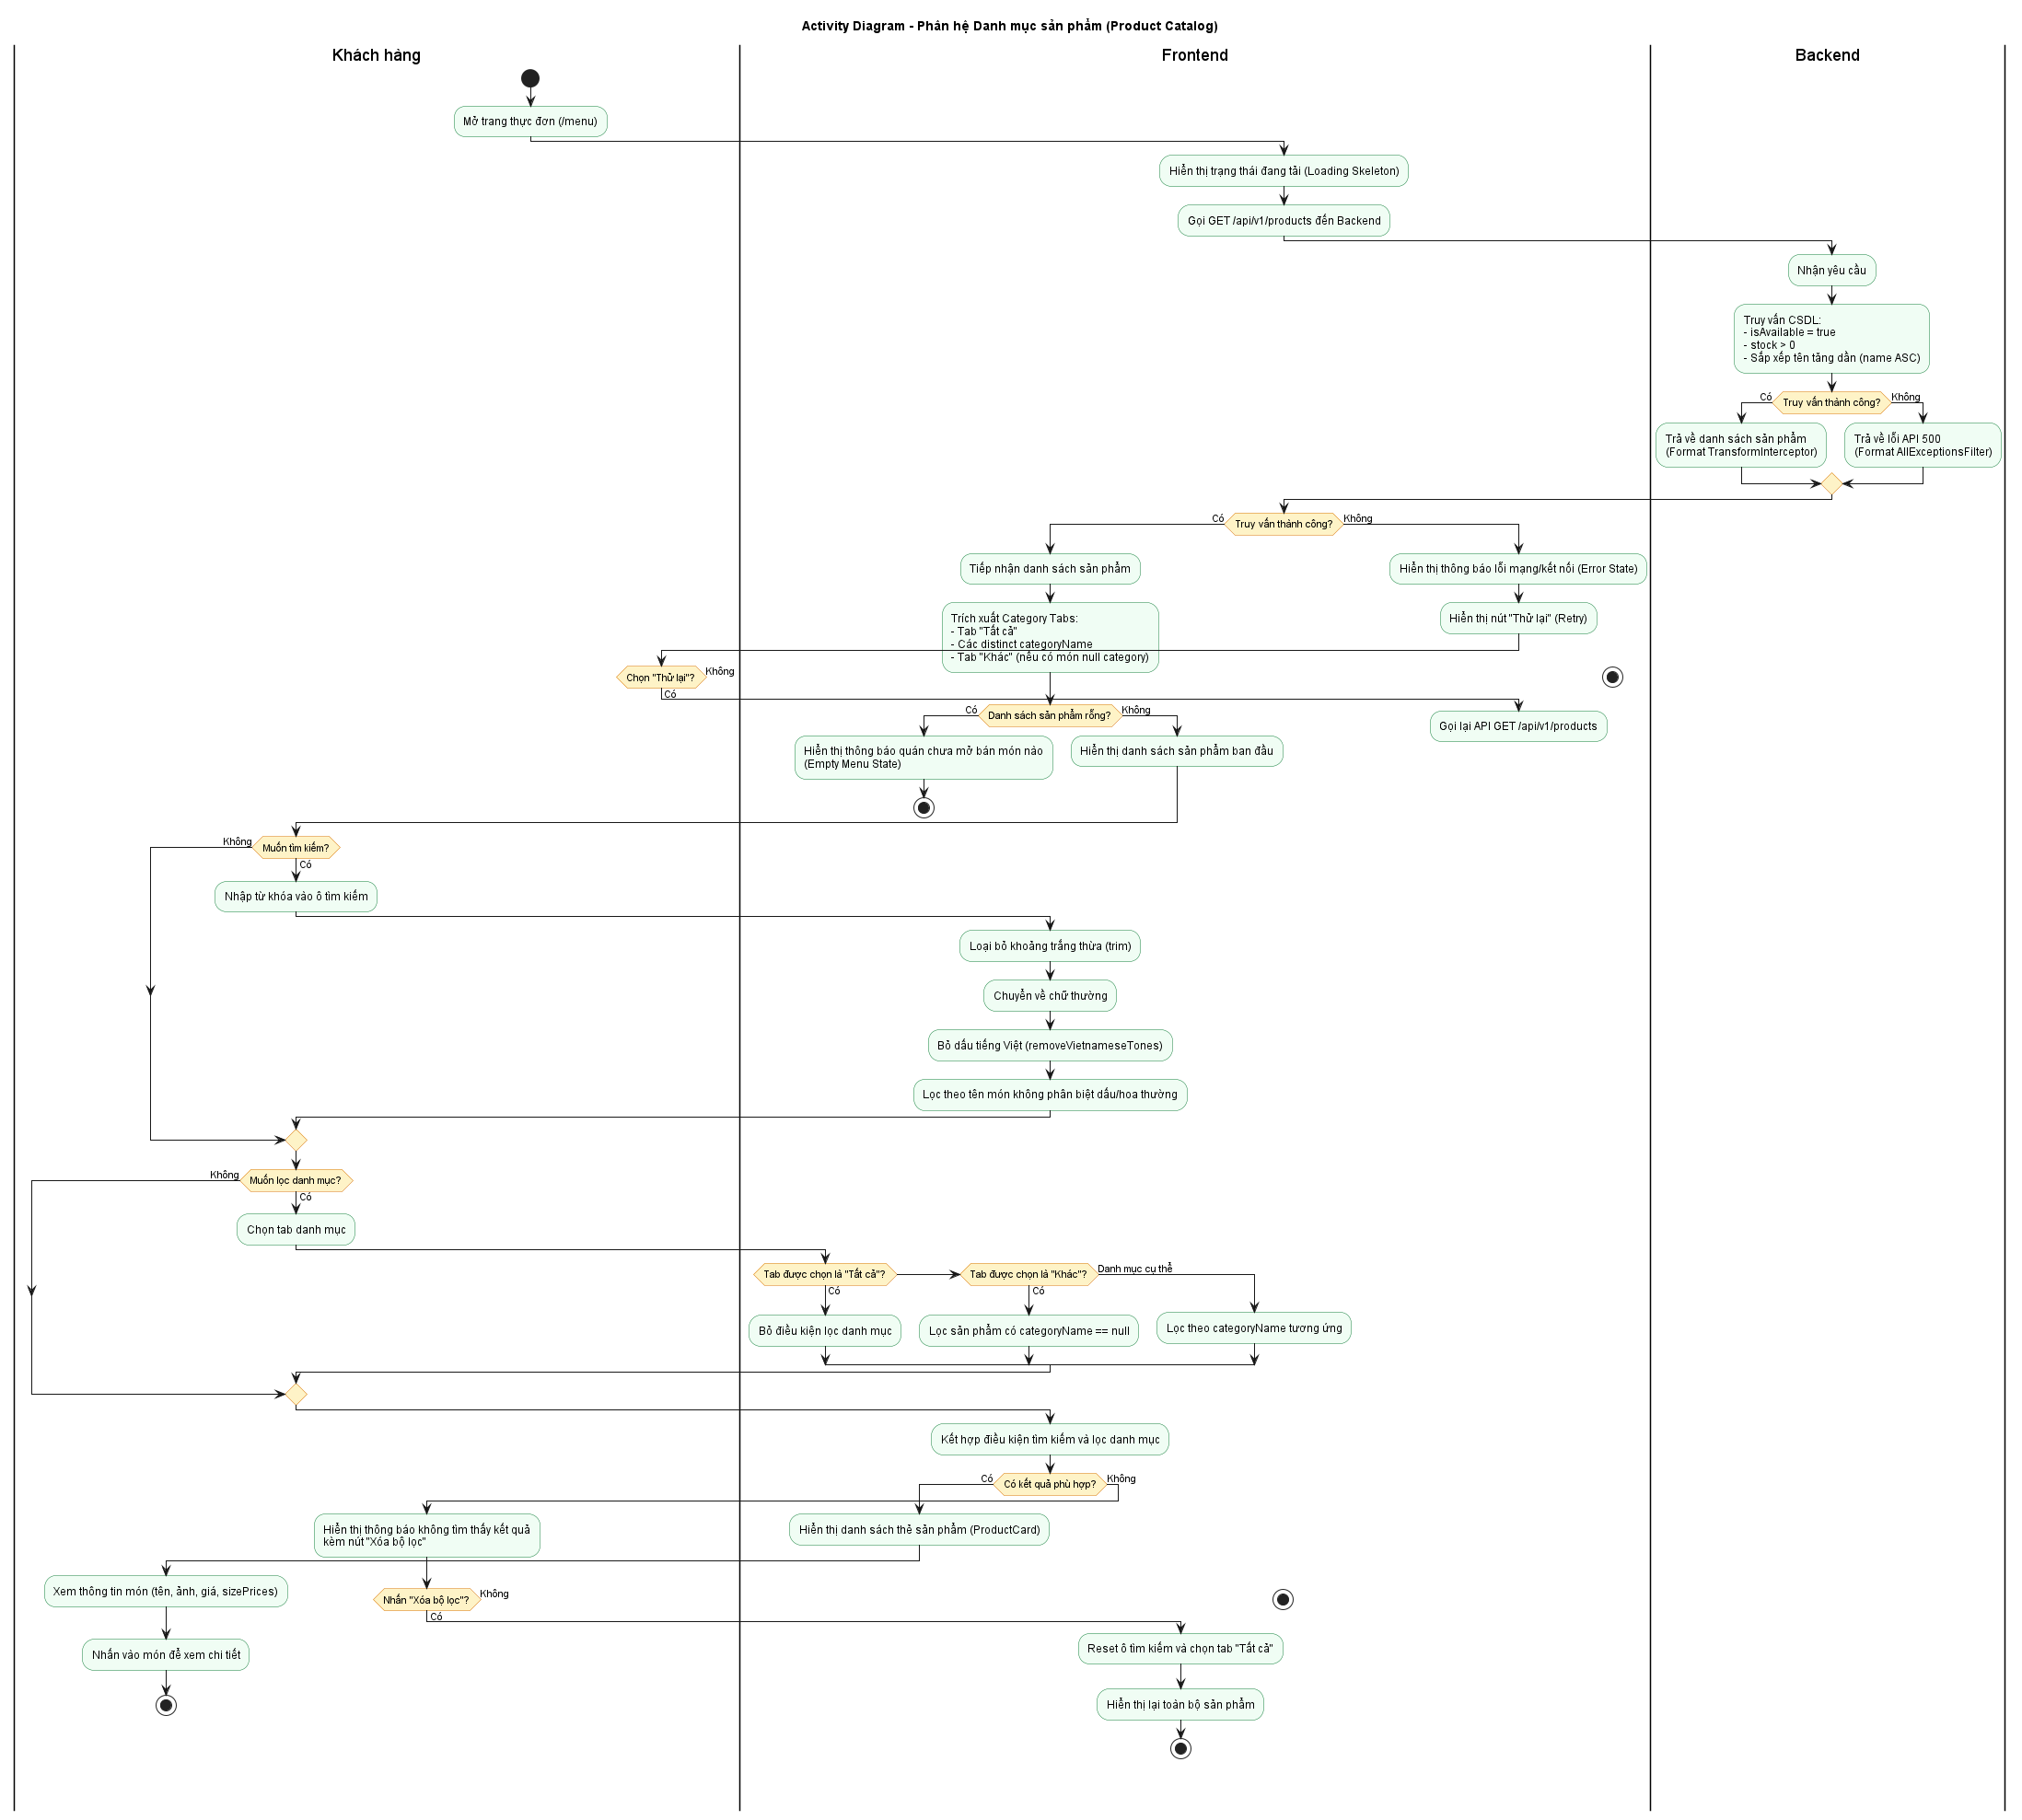 Activity Diagram - Phân hệ Danh mục sản phẩm (Product Catalog)
Khách hàng
Frontend
Backend
Mở trang thực đơn (/menu)
Hiển thị trạng thái đang tải (Loading Skeleton)
Gọi GET /api/v1/products đến Backend
Nhận yêu cầu
Truy vấn CSDL:
- isAvailable = true
- stock > 0
- Sắp xếp tên tăng dần (name ASC)
Có
Truy vấn thành công?
Không
Trả về danh sách sản phẩm
(Format TransformInterceptor)
Trả về lỗi API 500
(Format AllExceptionsFilter)
Có
Truy vấn thành công?
Không
Tiếp nhận danh sách sản phẩm
Hiển thị thông báo lỗi mạng/kết nối (Error State)
Trích xuất Category Tabs:
- Tab "Tất cả"
- Các distinct categoryName
- Tab "Khác" (nếu có món null category)
Hiển thị nút "Thử lại" (Retry)
Chọn "Thử lại"?
Không
Có
Gọi lại API GET /api/v1/products
Có
Danh sách sản phẩm rỗng?
Không
Hiển thị thông báo quán chưa mở bán món nào
(Empty Menu State)
Hiển thị danh sách sản phẩm ban đầu
Không
Muốn tìm kiếm?
Có
Nhập từ khóa vào ô tìm kiếm
Loại bỏ khoảng trắng thừa (trim)
Chuyển về chữ thường
Bỏ dấu tiếng Việt (removeVietnameseTones)
Lọc theo tên món không phân biệt dấu/hoa thường
Không
Muốn lọc danh mục?
Có
Chọn tab danh mục
Tab được chọn là "Tất cả"?
Có
Tab được chọn là "Khác"?
Có
Danh mục cụ thể
Bỏ điều kiện lọc danh mục
Lọc sản phẩm có categoryName == null
Lọc theo categoryName tương ứng
Kết hợp điều kiện tìm kiếm và lọc danh mục
Có
Có kết quả phù hợp?
Không
Hiển thị thông báo không tìm thấy kết quả
kèm nút "Xóa bộ lọc"
Hiển thị danh sách thẻ sản phẩm (ProductCard)
Xem thông tin món (tên, ảnh, giá, sizePrices)
Nhấn "Xóa bộ lọc"?
Không
Có
Nhấn vào món để xem chi tiết
Reset ô tìm kiếm và chọn tab "Tất cả"
Hiển thị lại toàn bộ sản phẩm